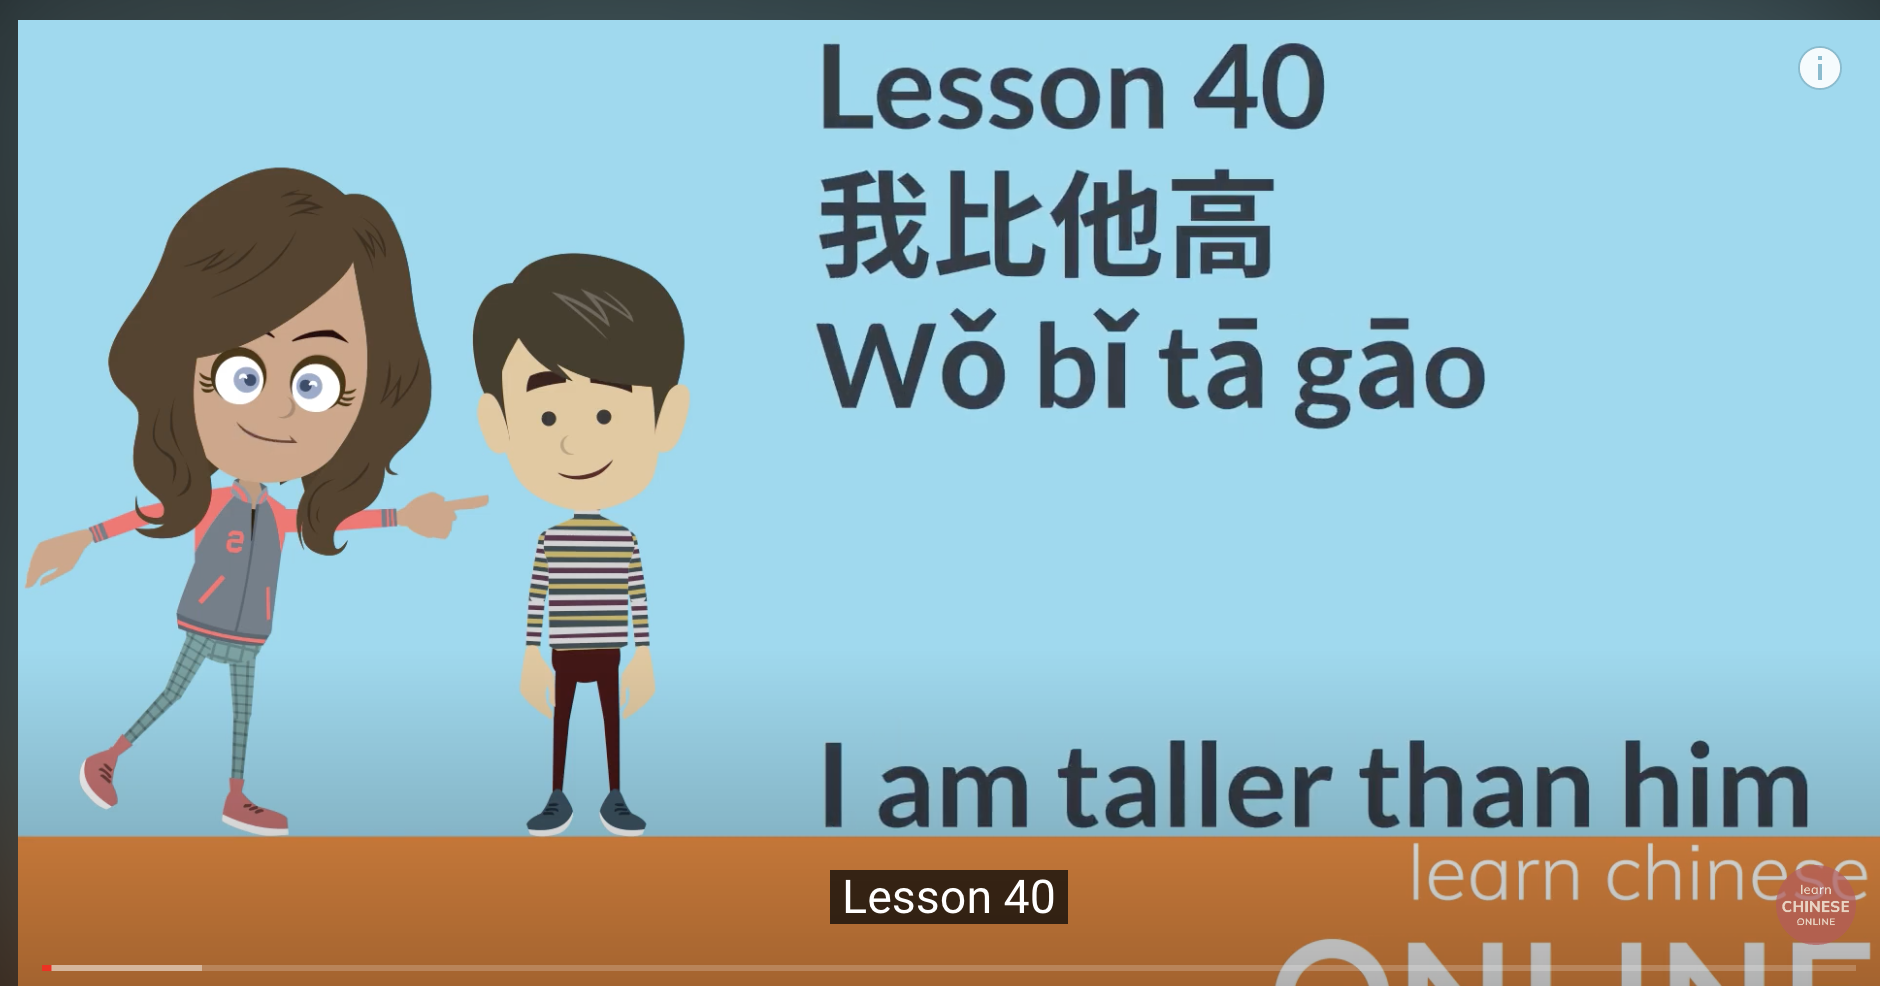 Lesson 40
我比他高
Wǒ bǐ tā gāo
I am taller than him
learn chinese
ONLINE
Lesson 40
learn
CHINESE
ONLINE